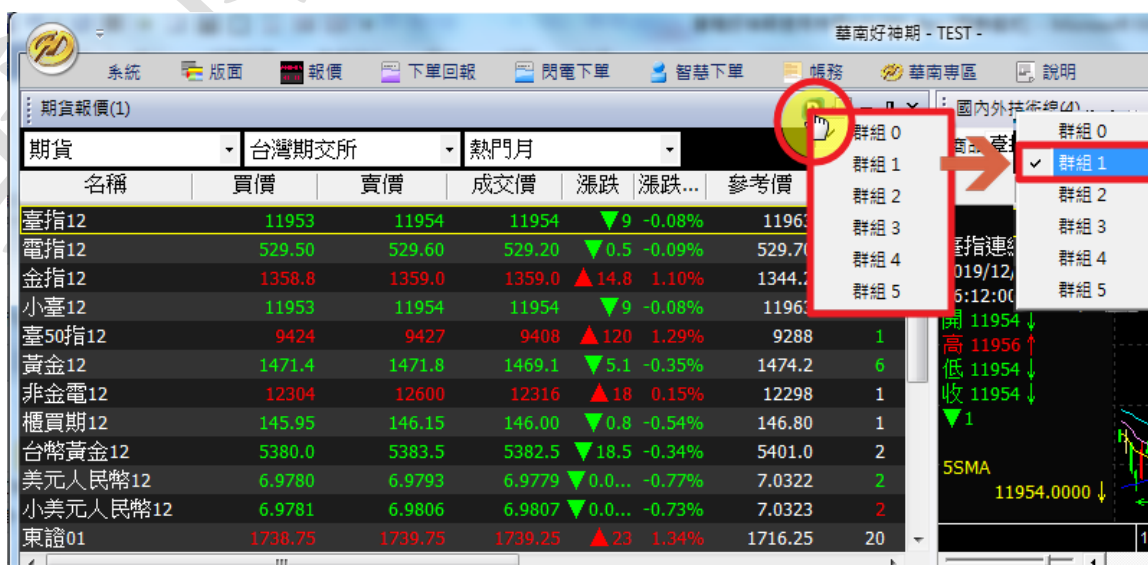 華南好神期 - TEST -
系統 版面 報價 下單回報 閃電下單 智慧下單 帳務 華南專區 說明
期貨報價(1) 國內外技術線(4)
期貨 台灣期交所 熱門月
名稱 買價 賣價 成交價 漲跌 漲跌... 參考價
臺指12 11953 11954 11954 ▼9 -0.08% 11963
電指12 529.50 529.60 529.20 ▼0.5 -0.09% 529.70
金指12 1358.8 1359.0 1359.0 ▲14.8 1.10% 1344.2
小臺12 11953 11954 11954 ▼9 -0.08% 11963
臺50指12 9424 9427 9408 ▲120 1.29% 9288 1
黃金12 1471.4 1471.8 1469.1 ▼5.1 -0.35% 1474.2 6
非金電12 12304 12600 12316 ▲18 0.15% 12298 1
櫃買期12 145.95 146.15 146.00 ▼0.8 -0.54% 146.80 1
台幣黃金12 5380.0 5383.5 5382.5 ▼18.5 -0.34% 5401.0 2
美元人民幣12 6.9780 6.9793 6.9779 ▼0.0... -0.77% 7.0322 2
小美元人民幣12 6.9781 6.9806 6.9807 ▼0.0... -0.73% 7.0323 2
東證01 1738.75 1739.75 1739.25 ▲23 1.34% 1716.25 20
群組 0
群組 1
群組 2
群組 3
群組 4
群組 5
群組 0
✓ 群組 1
群組 2
群組 3
群組 4
群組 5
商品 臺指
臺指連
2019/12/
16:12:00
開 11954↓
高 11956↑
低 11954↓
收 11954↓
▼1
5SMA
11954.0000↓